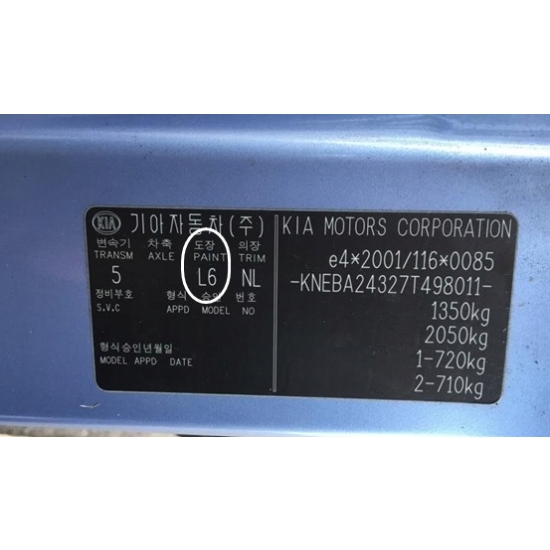 KIA 기아자동차(주)
변속기 차축 도장 의장
TRANSM AXLE PAINT TRIM
5 L6 NL
정비부호 형식 승인 번호
S.V.C APPD MODEL NO
형식승인년월일
MODEL APPD DATE
KIA MOTORS CORPORATION
e4*2001/116*0085
-KNEBA24327T498011-
1350kg
2050kg
1-720kg
2-710kg